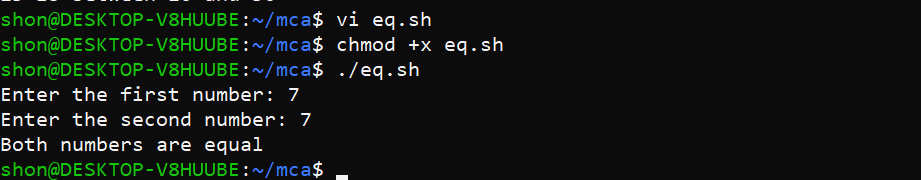 shon@DESKTOP-V8HUUBE:~/mca$ vi eq.sh
shon@DESKTOP-V8HUUBE:~/mca$ chmod +x eq.sh
shon@DESKTOP-V8HUUBE:~/mca$ ./eq.sh
Enter the first number: 7
Enter the second number: 7
Both numbers are equal
shon@DESKTOP-V8HUUBE:~/mca$